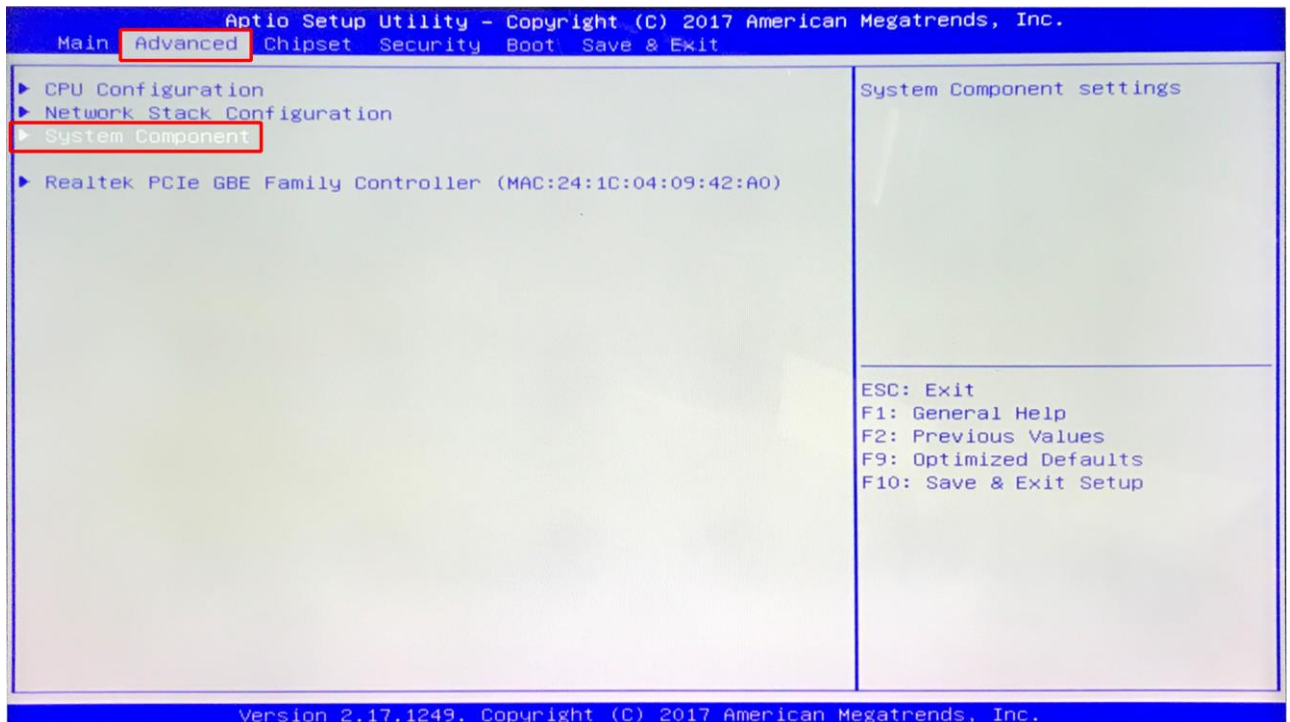 Aptio Setup Utility – Copyright (C) 2017 American Megatrends, Inc.
Main Advanced Chipset Security Boot Save & Exit
CPU Configuration
Network Stack Configuration
System Component
Realtek PCIe GBE Family Controller (MAC:24:1C:04:09:42:A0)
System Component settings
ESC: Exit
F1: General Help
F2: Previous Values
F9: Optimized Defaults
F10: Save & Exit Setup
Version 2.17.1249. Copyright (C) 2017 American Megatrends, Inc.